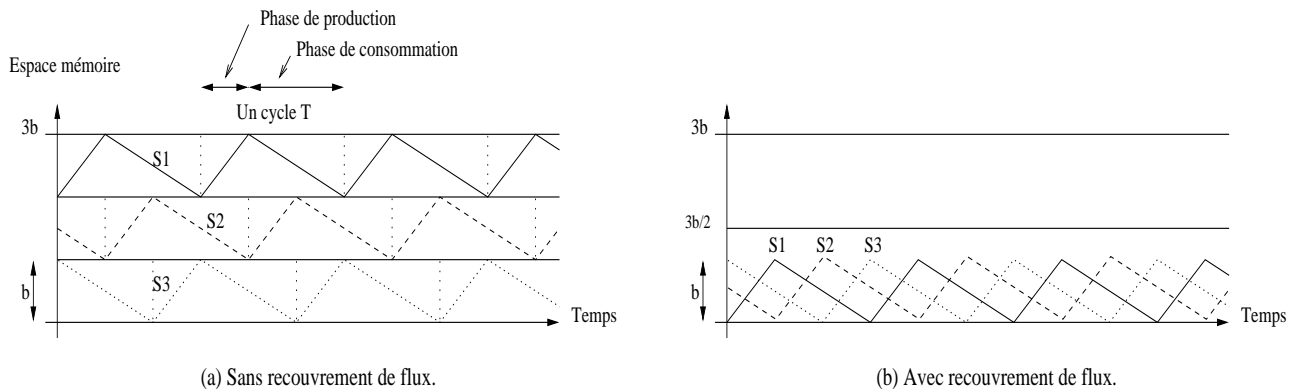 Phase de production
Phase de consommation
Espace mémoire
Un cycle T
3b
S1
S2
S3
b
Temps
(a) Sans recouvrement de flux.
3b
3b/2
S1 S2 S3
b
Temps
(b) Avec recouvrement de flux.